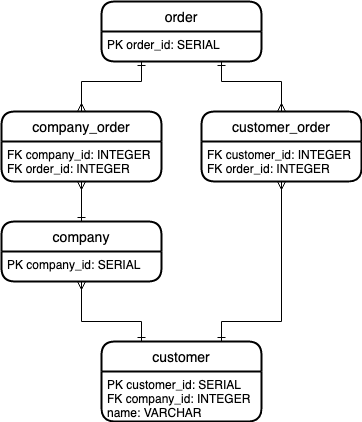 order
PK order_id: SERIAL
company_order
FK company_id: INTEGER
FK order_id: INTEGER
customer_order
FK customer_id: INTEGER
FK order_id: INTEGER
company
PK company_id: SERIAL
customer
PK customer_id: SERIAL
FK company_id: INTEGER
name: VARCHAR